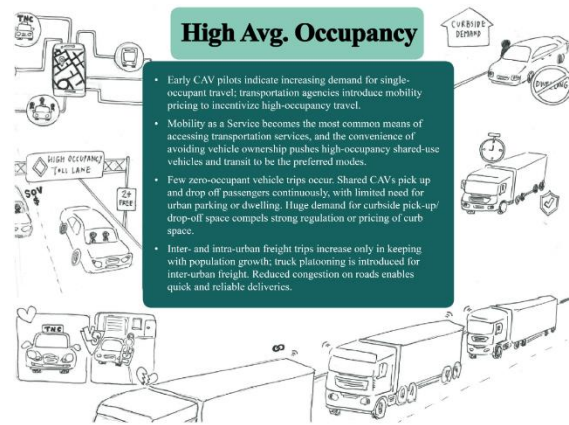 TNC
High Avg. Occupancy
CURBSIDE
DEMAND
DWELLING
• Early CAV pilots indicate increasing demand for single-
occupant travel; transportation agencies introduce mobility
pricing to incentivize high-occupancy travel.
• Mobility as a Service becomes the most common means of
accessing transportation services, and the convenience of
avoiding vehicle ownership pushes high-occupancy shared-use
vehicles and transit to be the preferred modes.
• Few zero-occupant vehicle trips occur. Shared CAVs pick up
and drop off passengers continuously, with limited need for
urban parking or dwelling. Huge demand for curbside pick-up/
drop-off space compels strong regulation or pricing of curb
space.
• Inter- and intra-urban freight trips increase only in keeping
with population growth; truck platooning is introduced for
inter-urban freight. Reduced congestion on roads enables
quick and reliable deliveries.
HIGH OCCUPANCY
TOLL LANE
SOV
$
2+
FREE
TNC